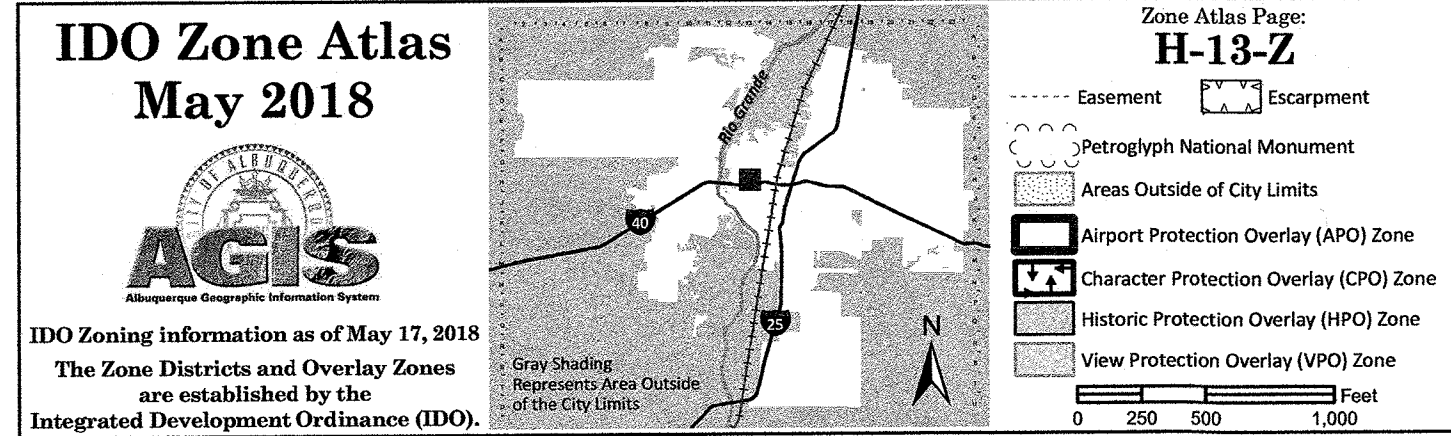 IDO Zone Atlas
May 2018
CITY OF ALBUQUERQUE
AGIS
Albuquerque Geographic Information System
IDO Zoning information as of May 17, 2018
The Zone Districts and Overlay Zones
are established by the
Integrated Development Ordinance (IDO).
Rio Grande
40
25
N
Gray Shading
Represents Area Outside
of the City Limits
Zone Atlas Page:
H-13-Z
Easement
Escarpment
Petroglyph National Monument
Areas Outside of City Limits
Airport Protection Overlay (APO) Zone
Character Protection Overlay (CPO) Zone
Historic Protection Overlay (HPO) Zone
View Protection Overlay (VPO) Zone
Feet
0 250 500 1,000